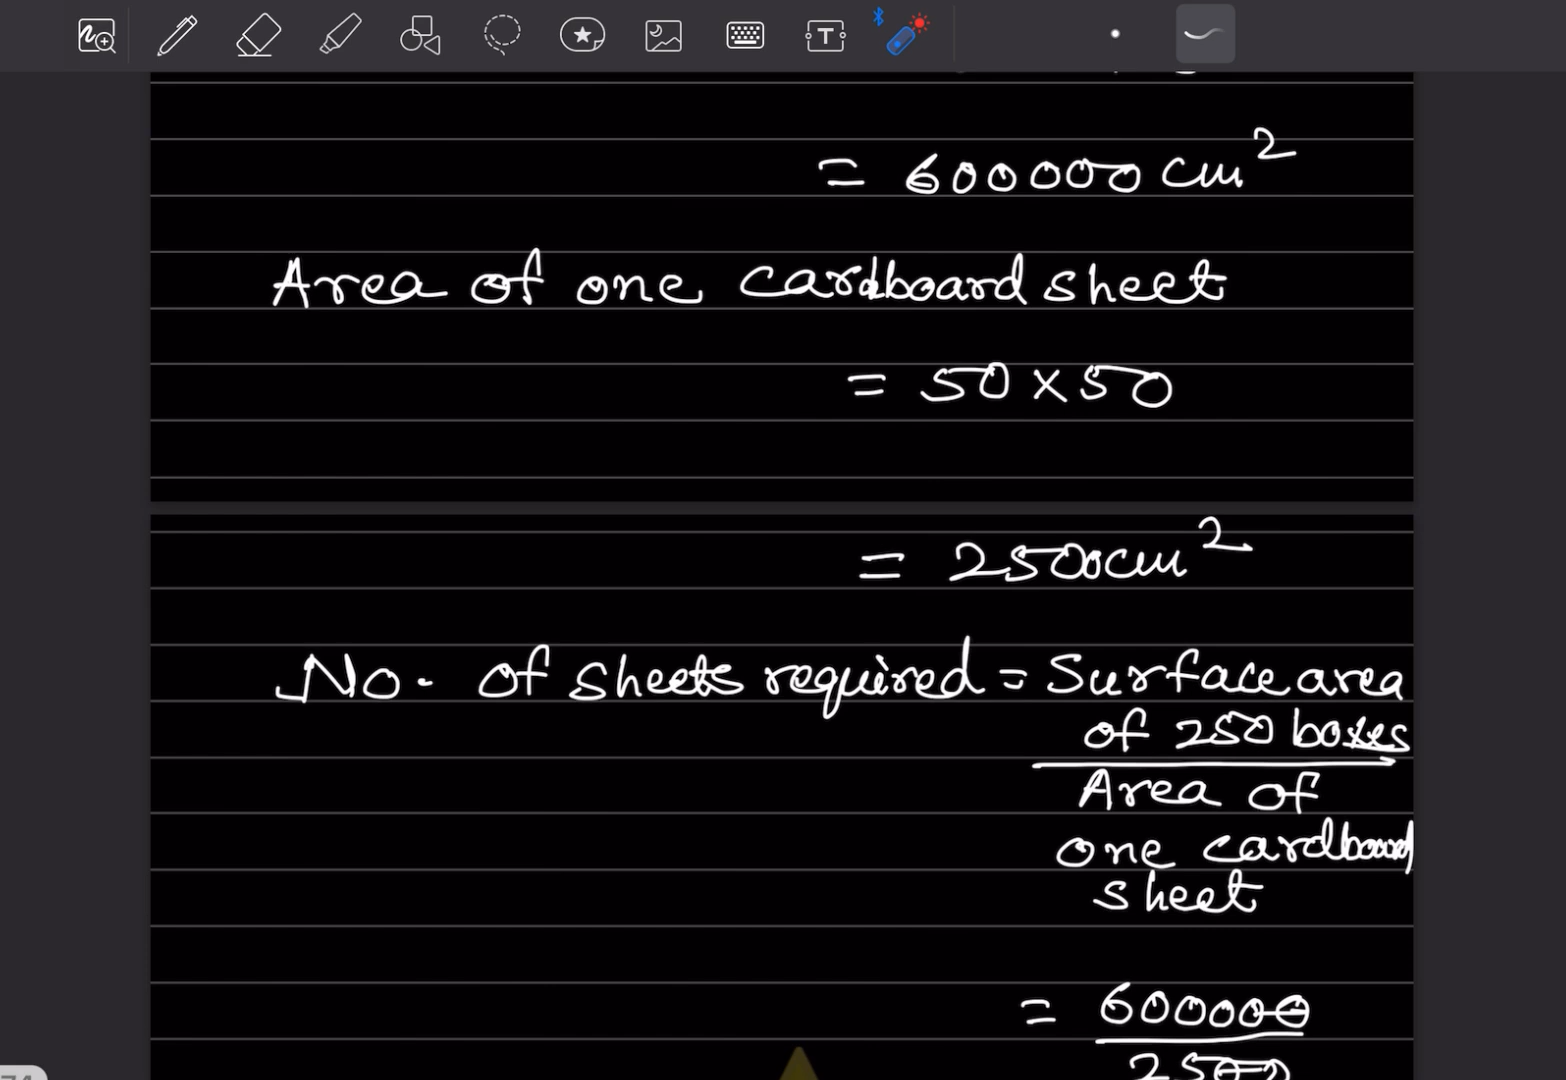 = 600000 cm²
Area of one cardboard sheet
= 50 × 50
= 2500cm²
No. of sheets required = Surface area
of 250 boxes
Area of
one cardboard
sheet
= 600000
2500